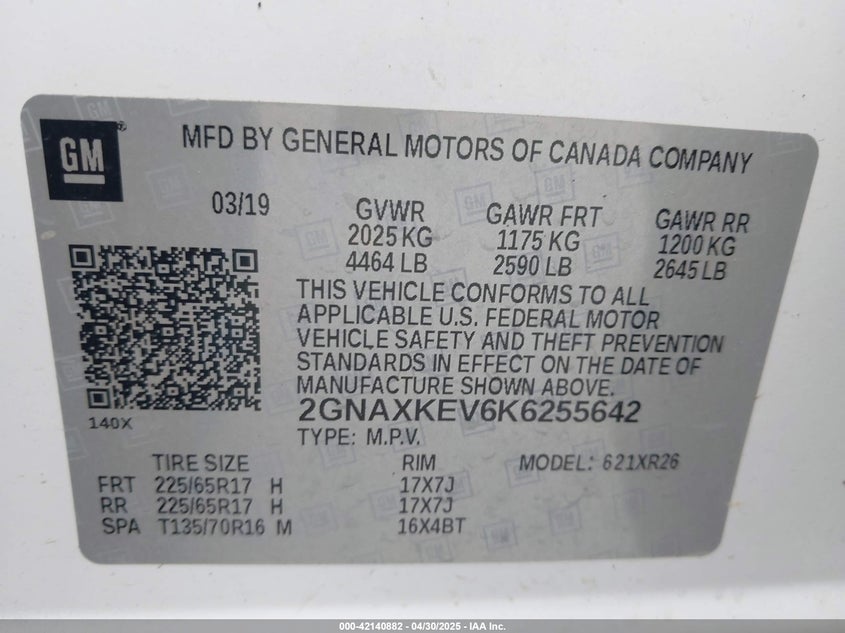 GM
MFD BY GENERAL MOTORS OF CANADA COMPANY
03/19
GVWR GAWR FRT GAWR RR
2025 KG 1175 KG 1200 KG
4464 LB 2590 LB 2645 LB
THIS VEHICLE CONFORMS TO ALL
APPLICABLE U.S. FEDERAL MOTOR
VEHICLE SAFETY AND THEFT PREVENTION
STANDARDS IN EFFECT ON THE DATE OF
MANUFACTURE SHOWN ABOVE.
2GNAXKEV6K6255642
140X
TYPE: M.P.V.
TIRE SIZE RIM MODEL: 621XR26
FRT 225/65R17 H 17X7J
RR 225/65R17 H 17X7J
SPA T135/70R16 M 16X4BT
000-42140882 - 04/30/2025 - IAA Inc.